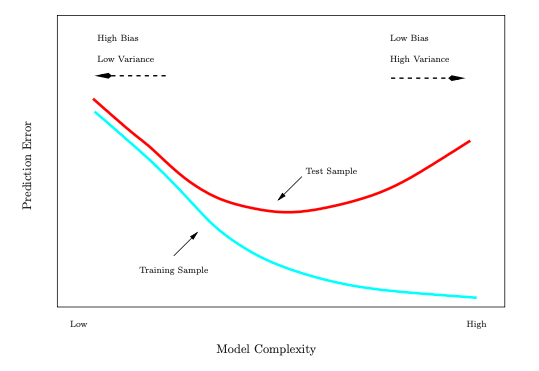 High Bias
Low Variance
Low Bias
High Variance
Prediction Error
Test Sample
Training Sample
Low
High
Model Complexity